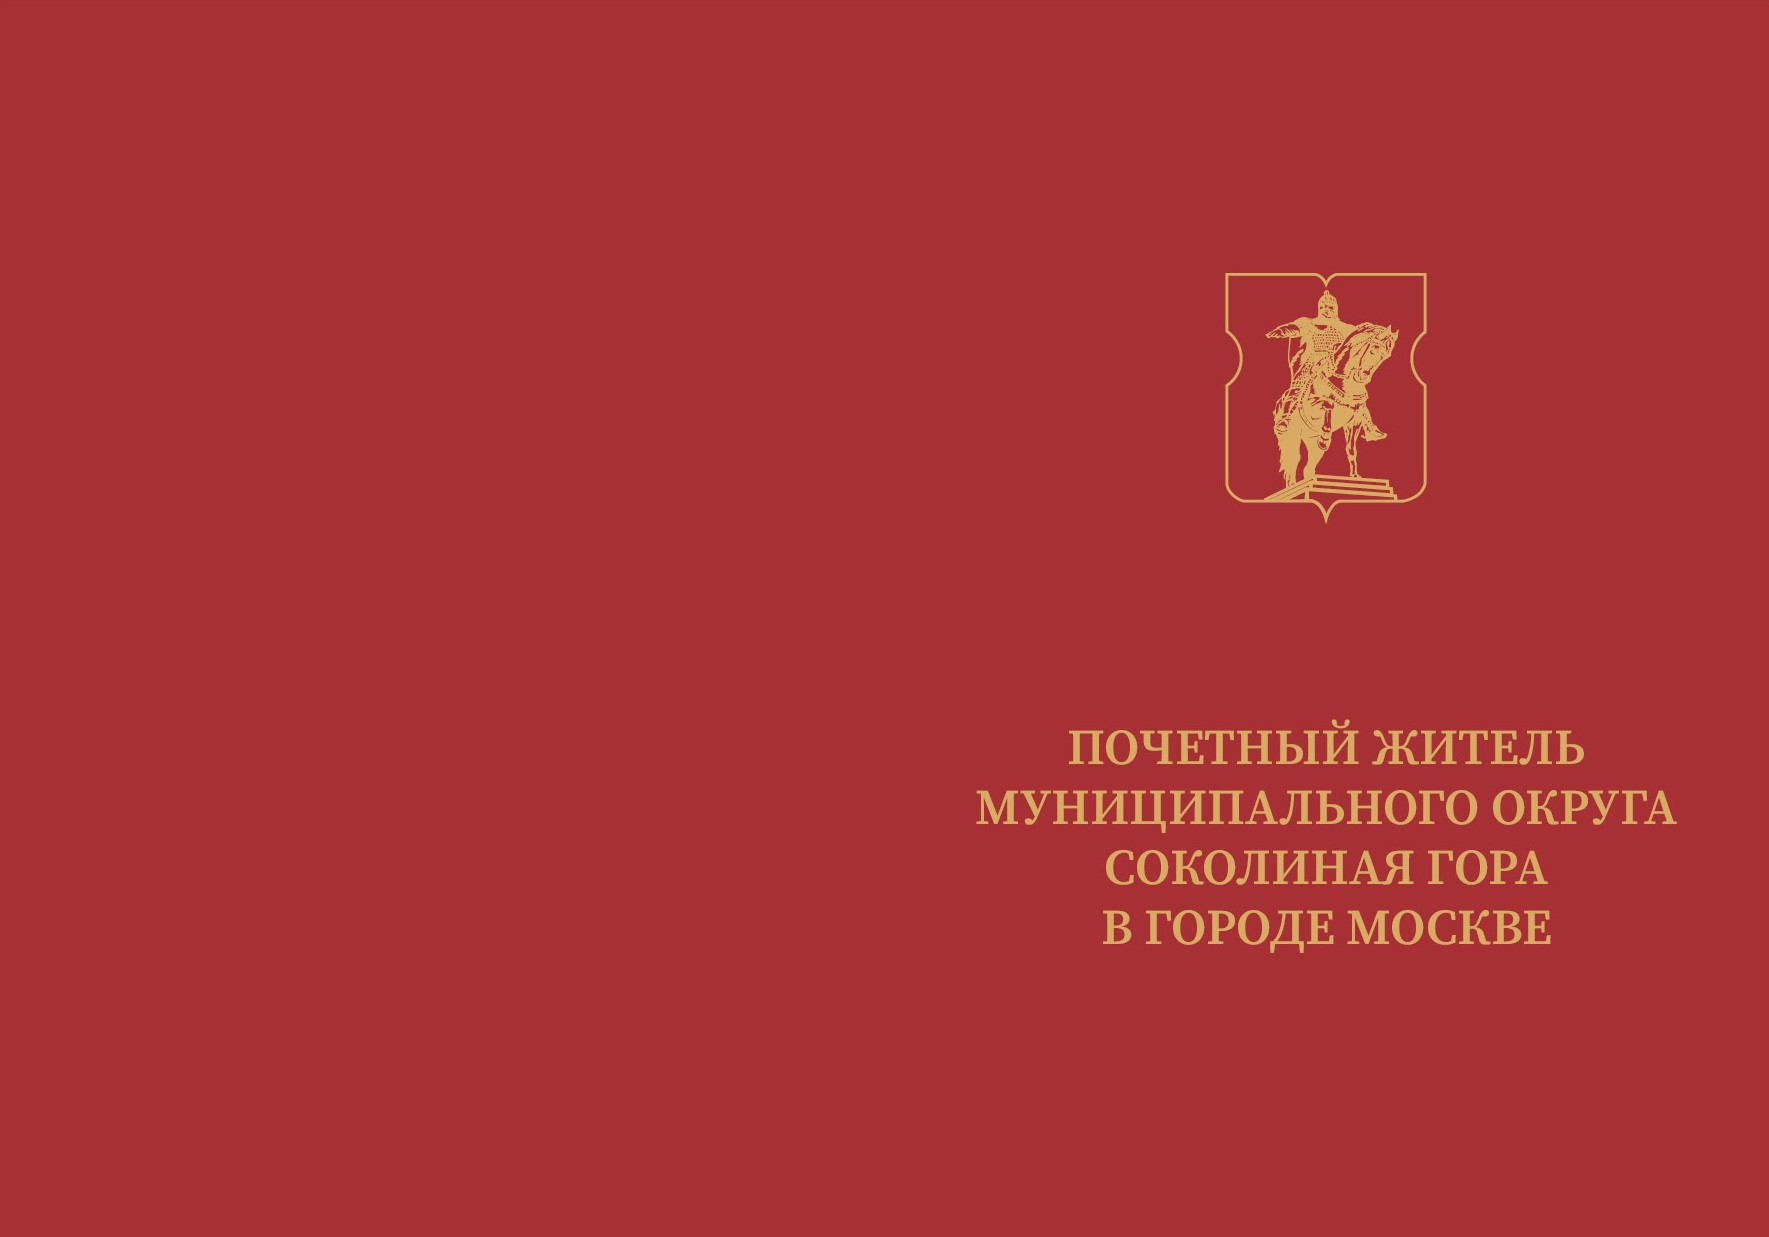 ПОЧЕТНЫЙ ЖИТЕЛЬ
МУНИЦИПАЛЬНОГО ОКРУГА
СОКОЛИНАЯ ГОРА
В ГОРОДЕ МОСКВЕ